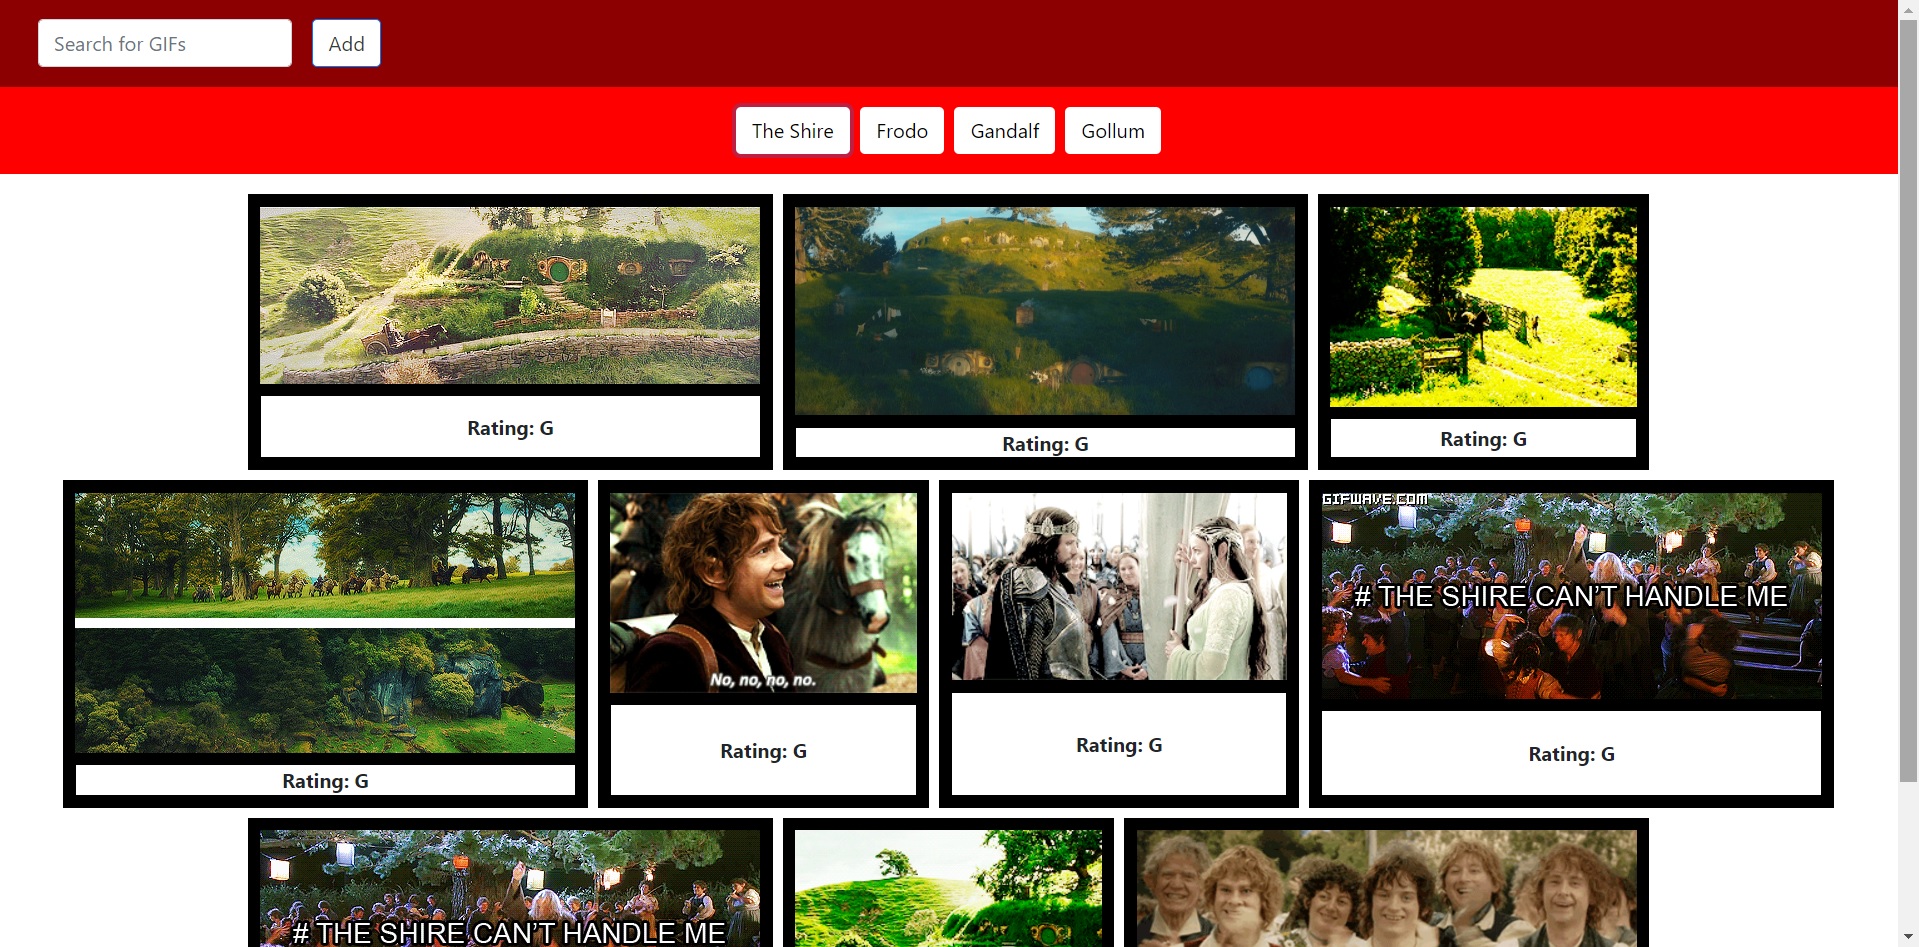 Search for GIFs
Add
The Shire
Frodo
Gandalf
Gollum
Rating: G
Rating: G
Rating: G
No, no, no, no.
GIFWAVE.COM
# THE SHIRE CAN'T HANDLE ME
Rating: G
Rating: G
Rating: G
Rating: G
# THE SHIRE CAN'T HANDLE ME